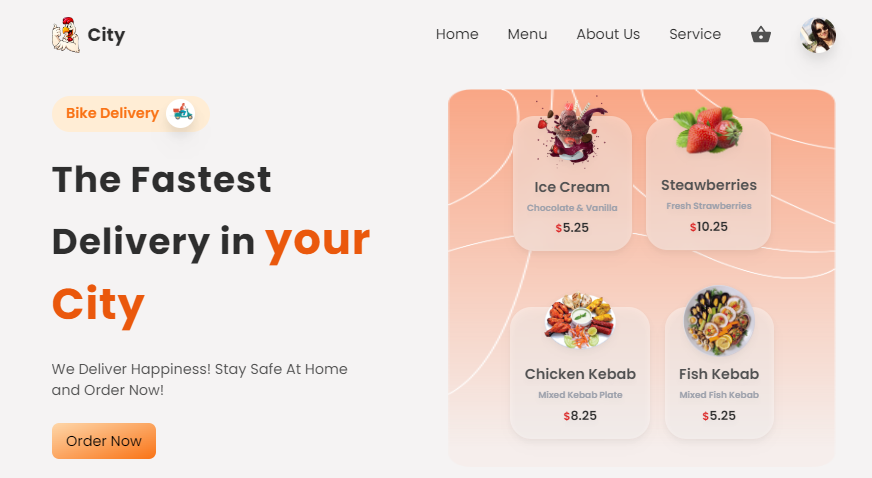 City
Home Menu About Us Service
Bike Delivery
The Fastest
Delivery in your
City
We Deliver Happiness! Stay Safe At Home
and Order Now!
Order Now
Ice Cream
Chocolate & Vanilla
$5.25
Steawberries
Fresh Strawberries
$10.25
Chicken Kebab
Mixed Kebab Plate
$8.25
Fish Kebab
Mixed Fish Kebab
$5.25